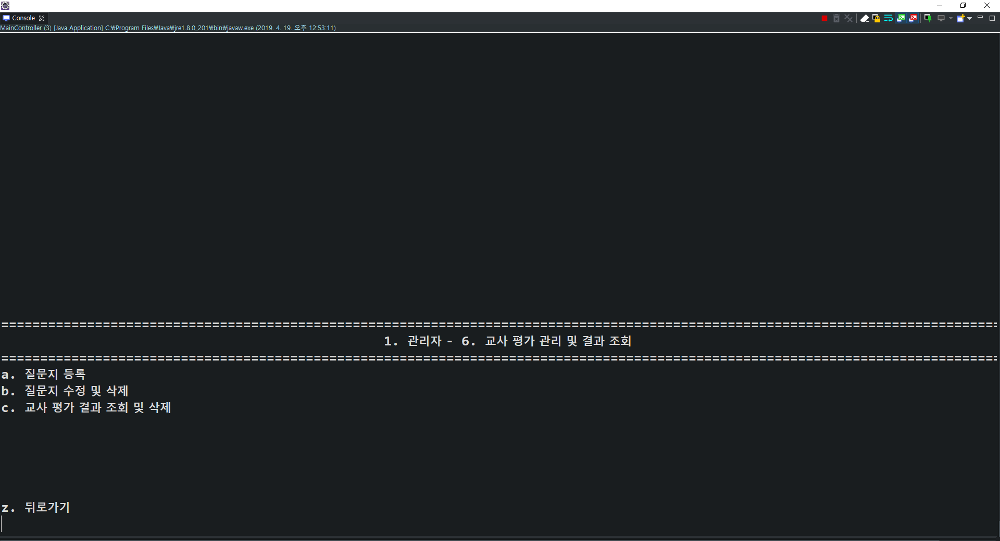 Console
MainController (3) [Java Application] C:₩Program Files₩Java₩jre1.8.0_201₩bin₩javaw.exe (2019. 4. 19. 오후 12:53:11)
================================================================================================================================
1. 관리자 - 6. 교사 평가 관리 및 결과 조회
================================================================================================================================
a. 질문지 등록
b. 질문지 수정 및 삭제
c. 교사 평가 결과 조회 및 삭제
z. 뒤로가기